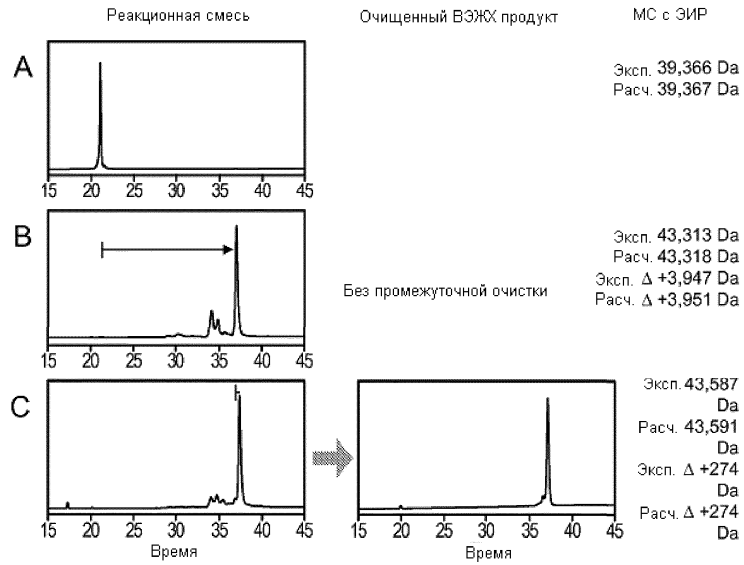 Реакционная смесь
Очищенный ВЭЖХ продукт
МС с ЭИР
A
Эксп. 39,366 Da
Расч. 39,367 Da
15 20 25 30 35 40 45
B
Эксп. 43,313 Da
Расч. 43,318 Da
Эксп. Δ +3,947 Da
Расч. Δ +3,951 Da
Без промежуточной очистки
15 20 25 30 35 40 45
C
Эксп. 43,587
Da
Расч. 43,591
Da
Эксп. Δ +274
Da
Расч. Δ +274
Da
15 20 25 30 35 40 45
15 20 25 30 35 40 45
Время
Время